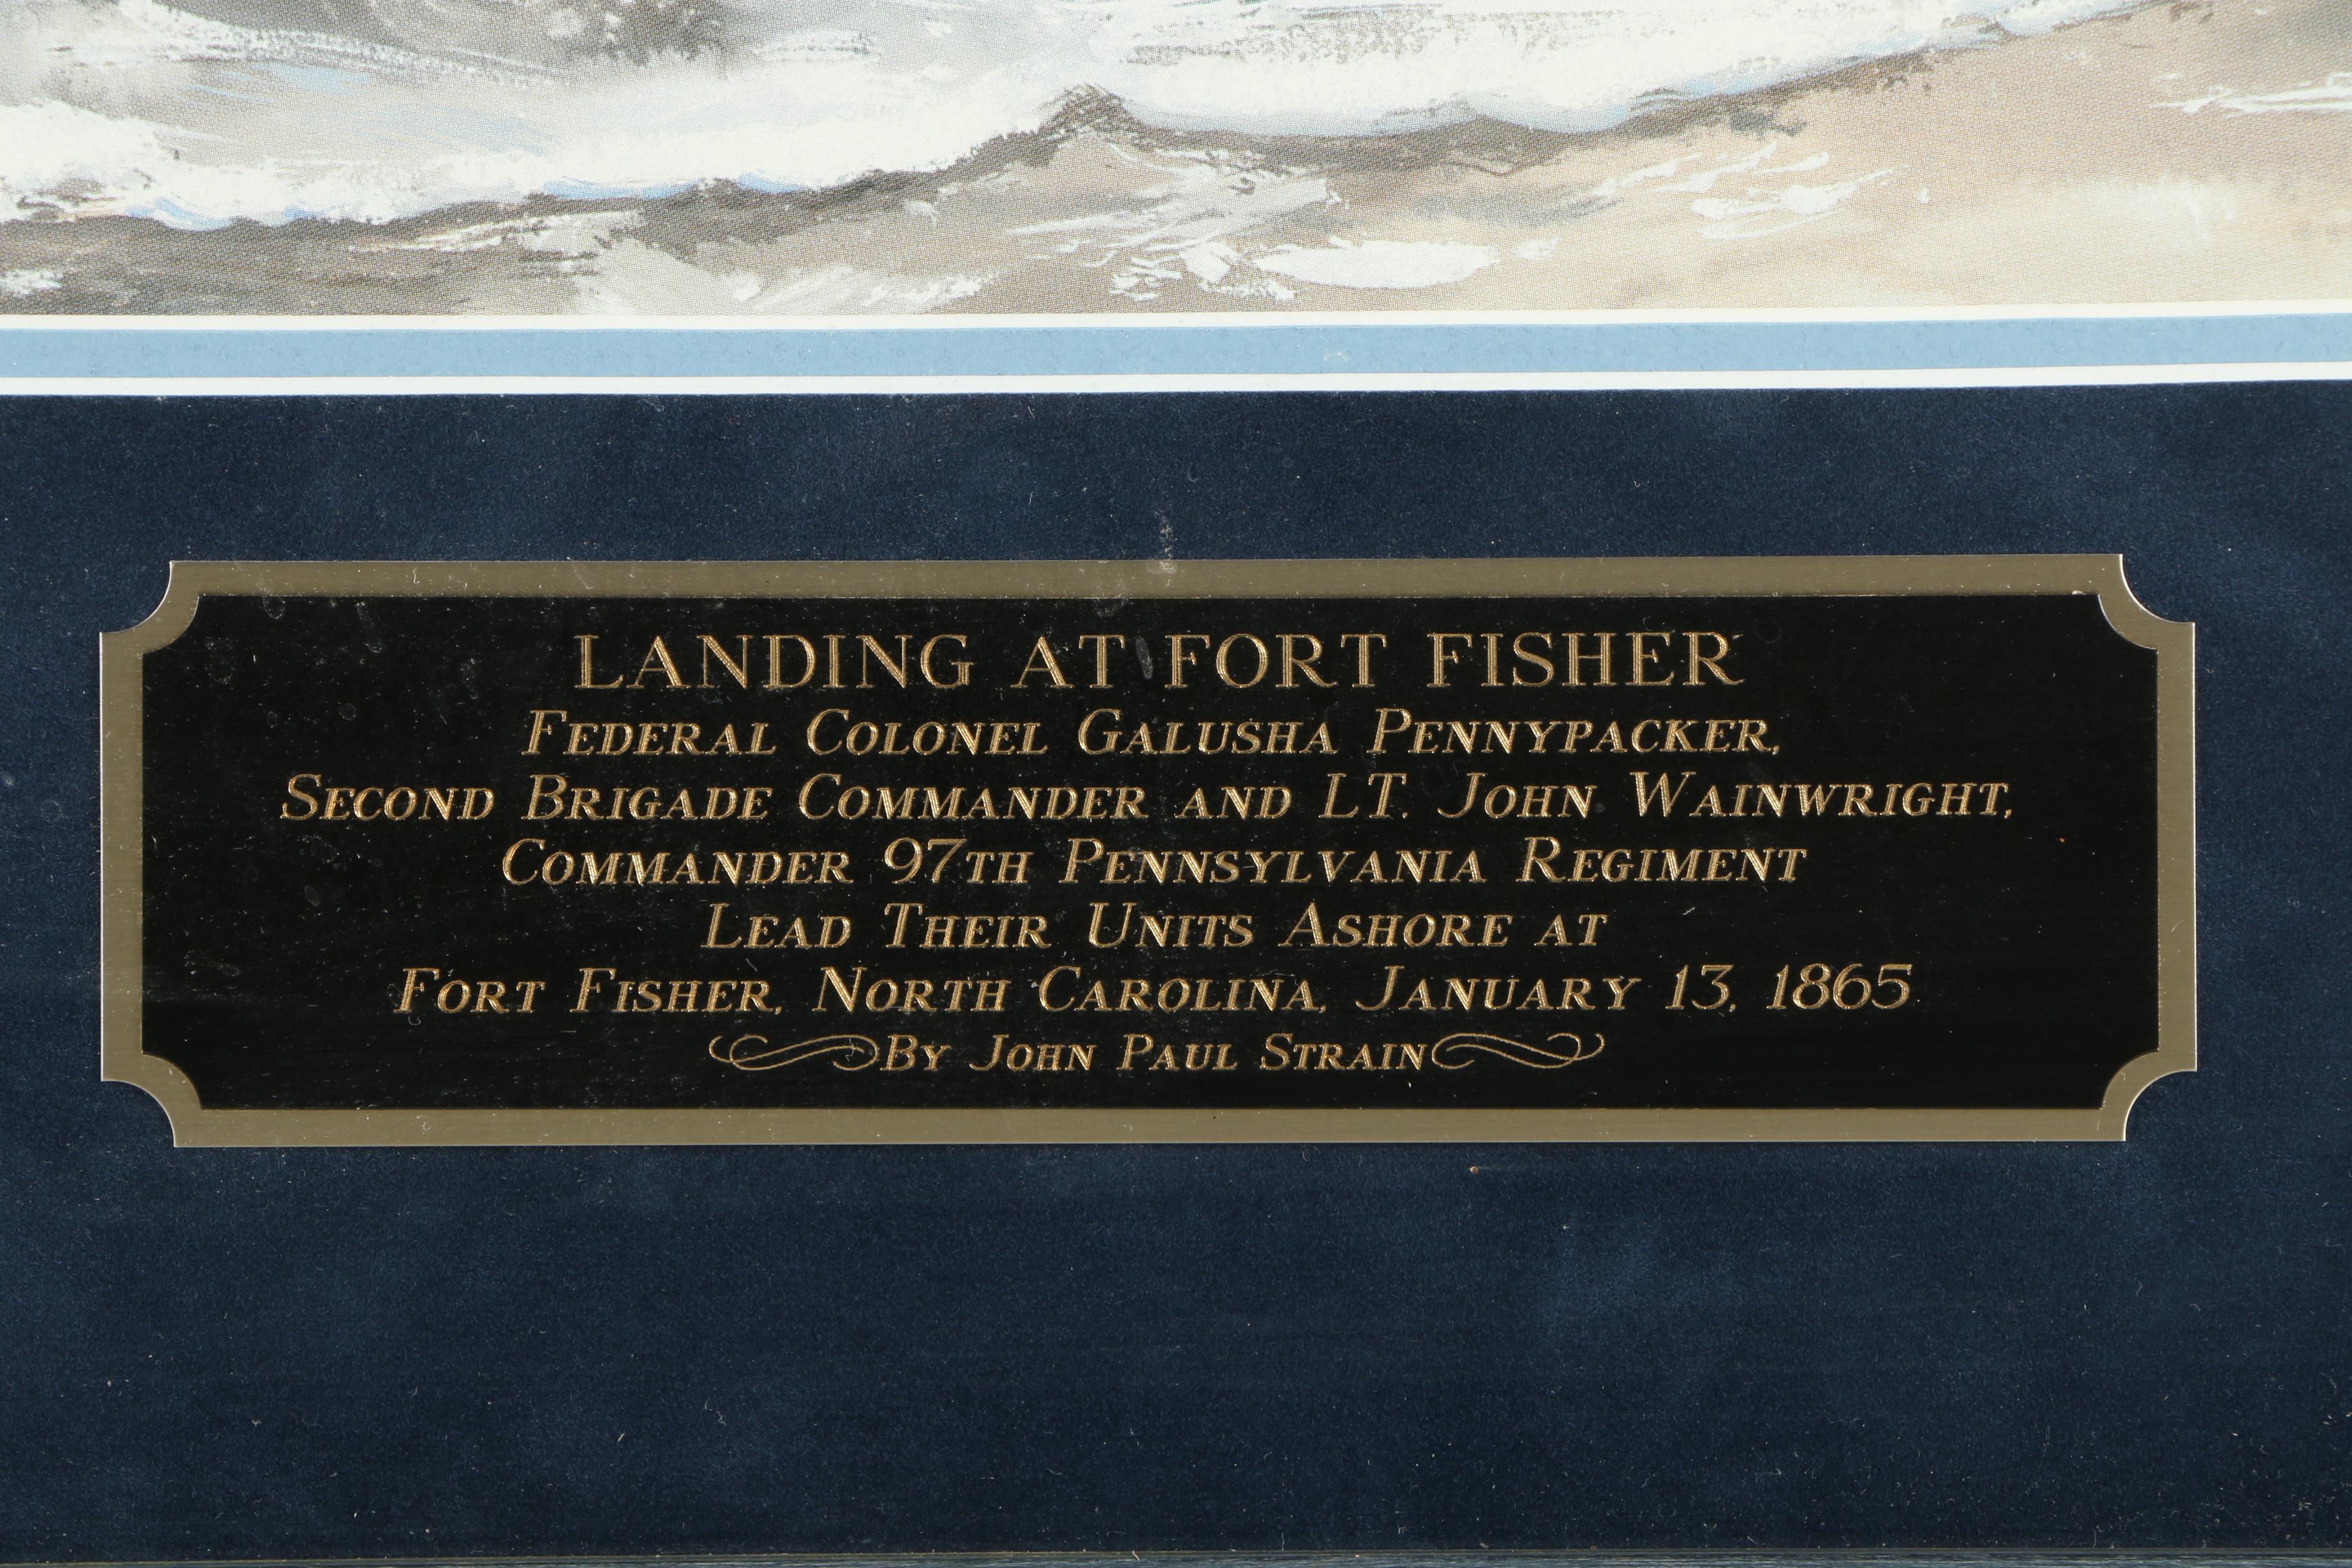 LANDING AT FORT FISHER
FEDERAL COLONEL GALUSHA PENNYPACKER,
SECOND BRIGADE COMMANDER AND LT. JOHN WAINWRIGHT,
COMMANDER 97TH PENNSYLVANIA REGIMENT
LEAD THEIR UNITS ASHORE AT
FORT FISHER, NORTH CAROLINA, JANUARY 13, 1865
BY JOHN PAUL STRAIN